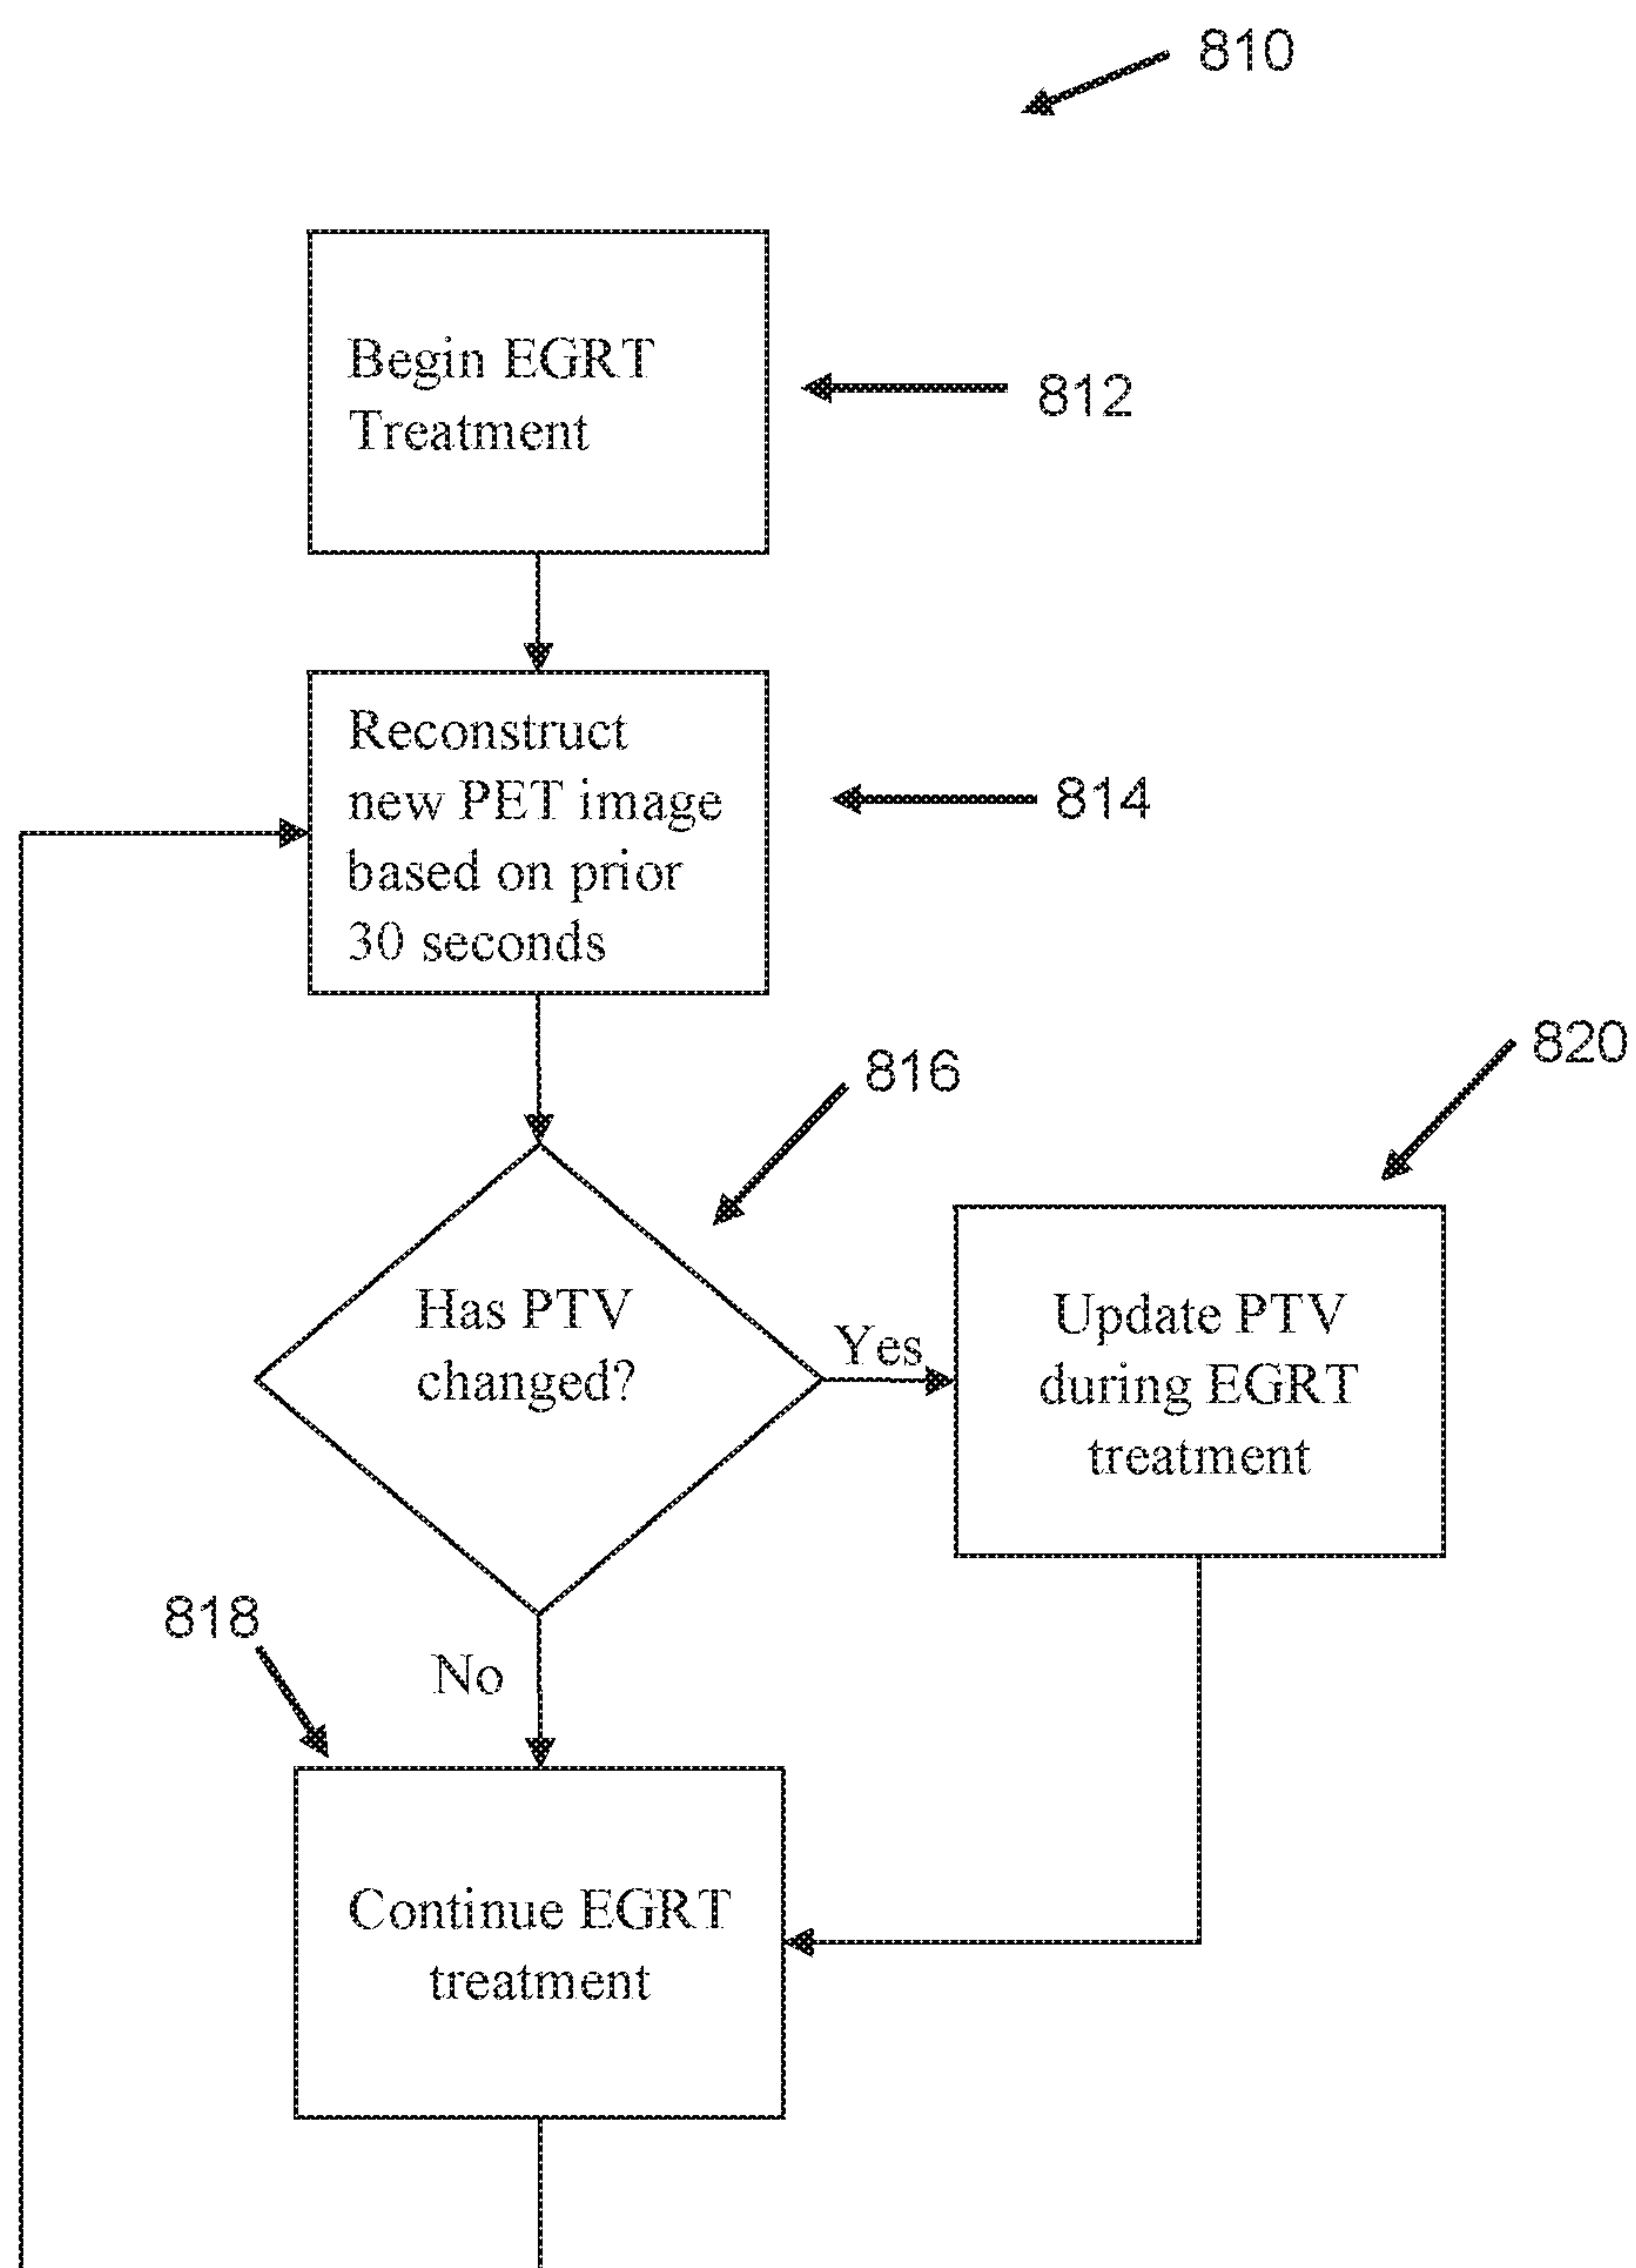 810
Begin EGRT
Treatment
812
Reconstruct
new PET image
based on prior
30 seconds
814
816
820
Has PTV
changed?
Yes
Update PTV
during EGRT
treatment
818
No
Continue EGRT
treatment